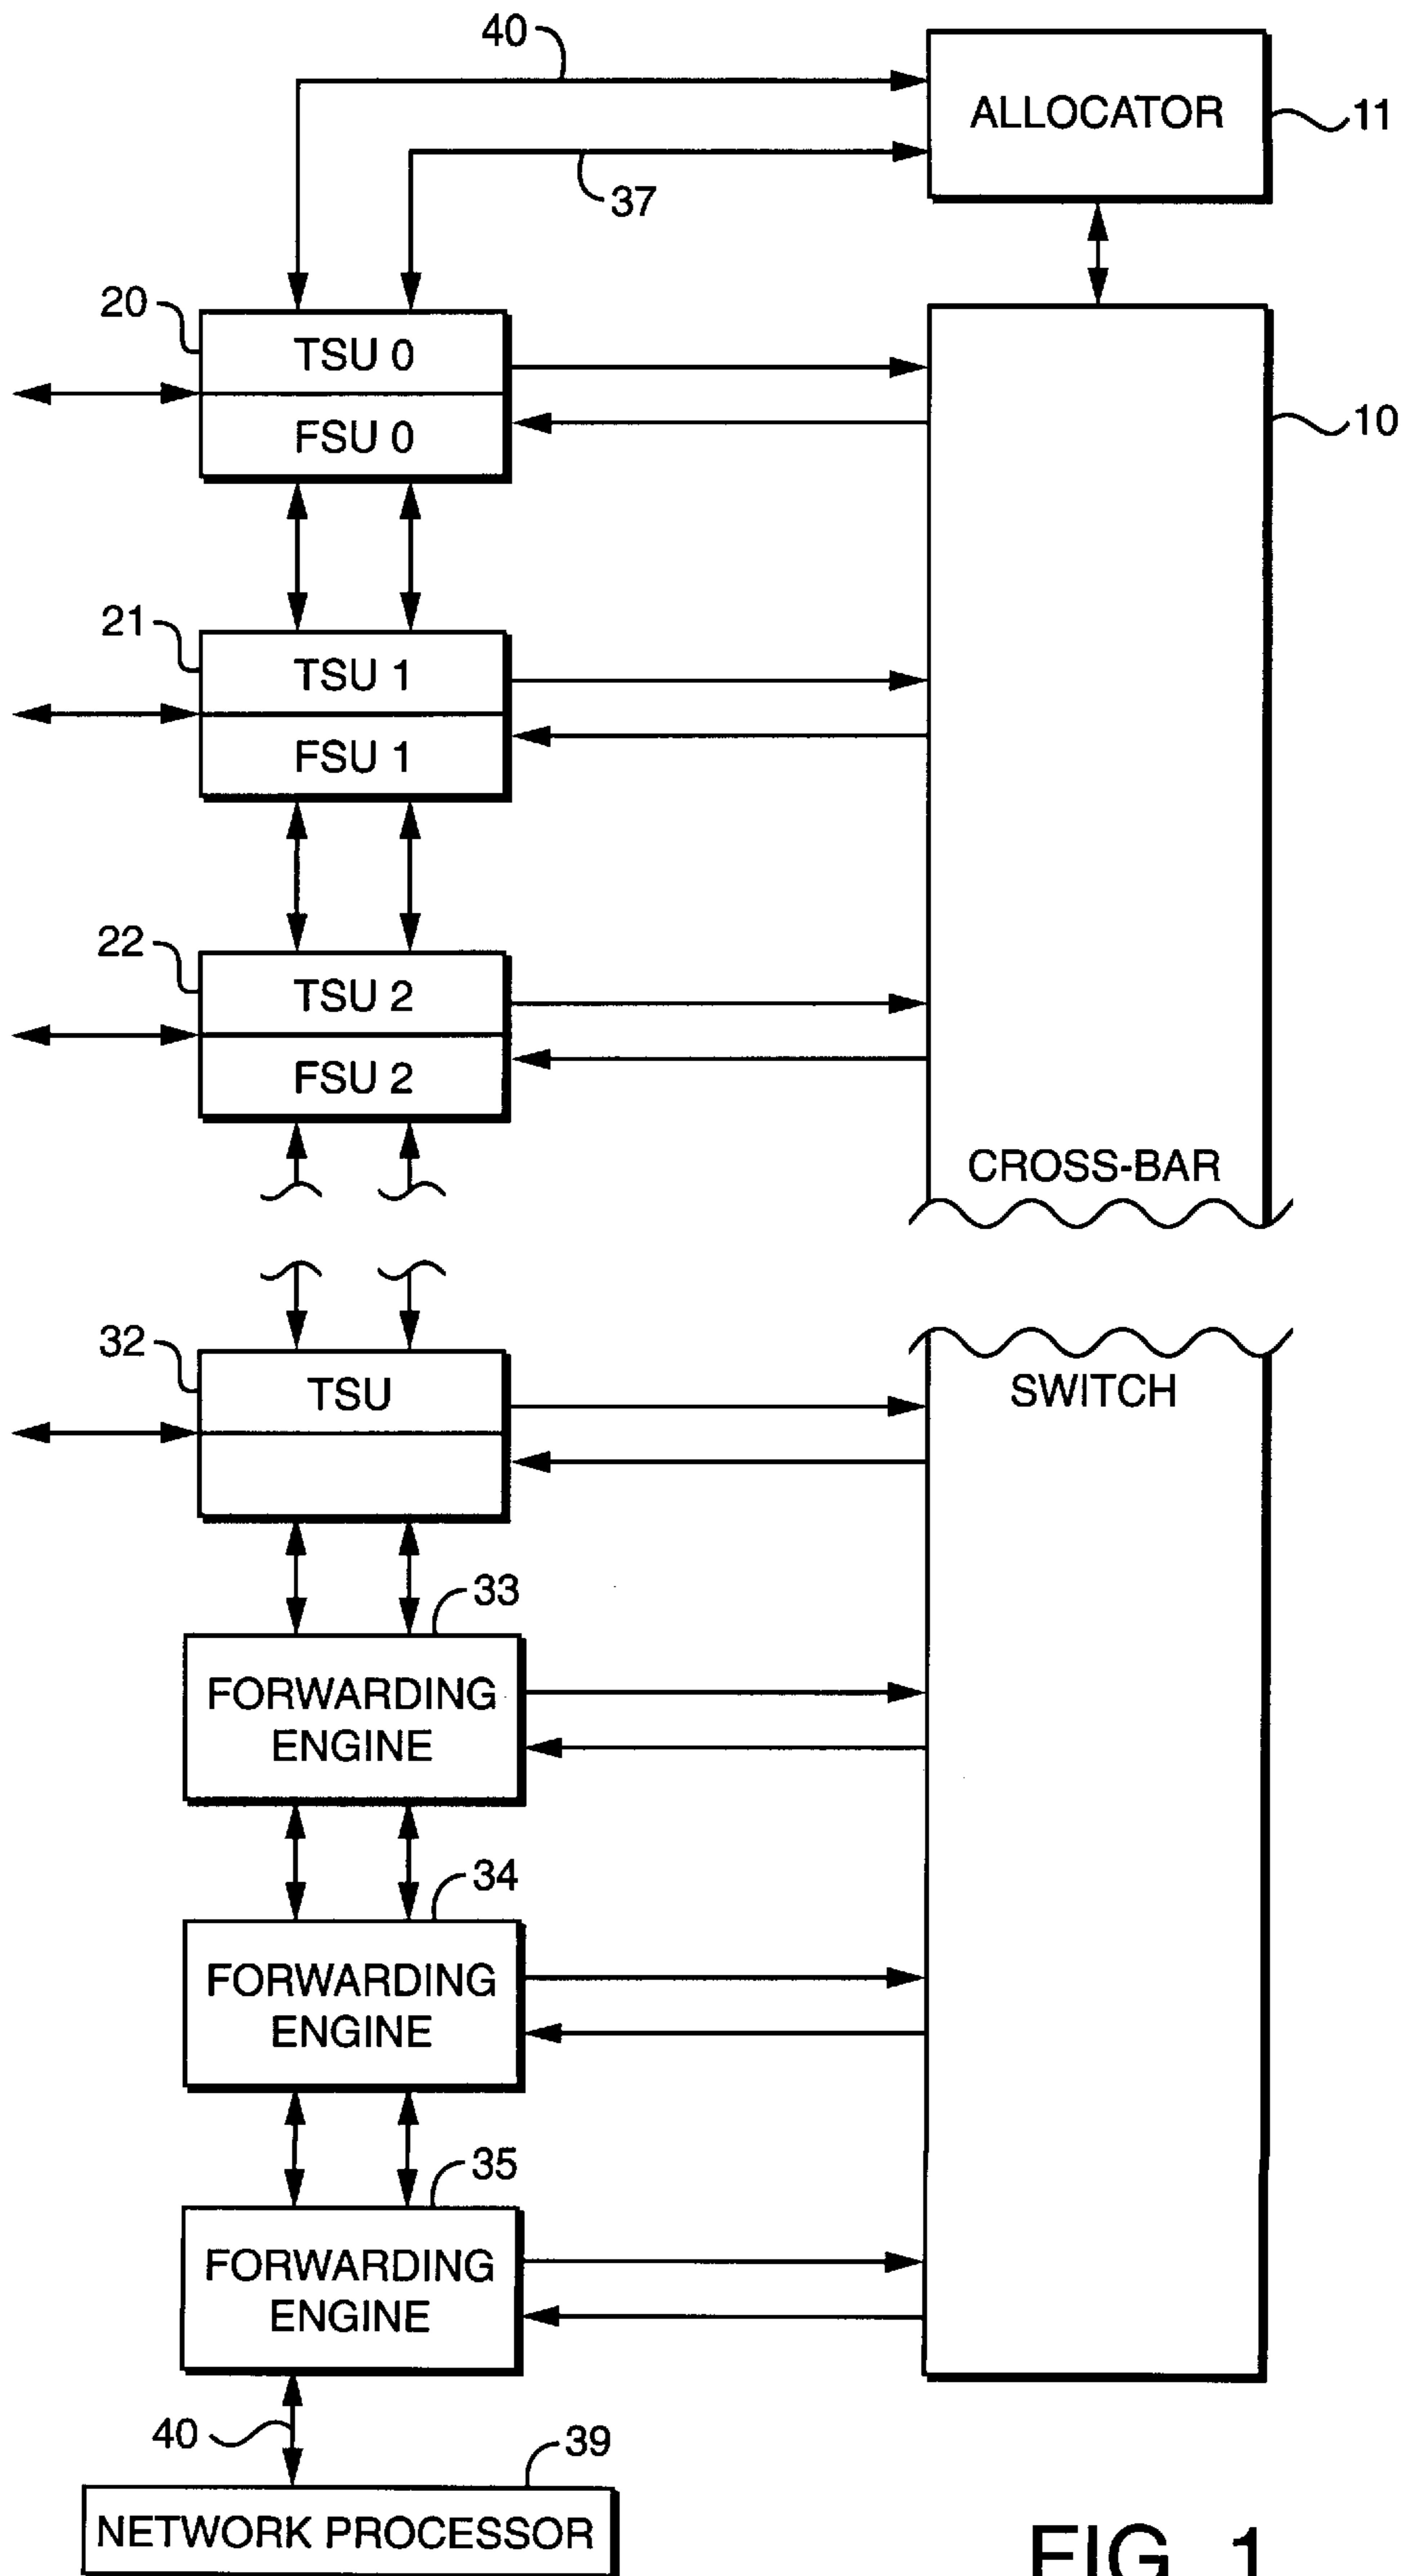 40
ALLOCATOR
11
37
20
TSU 0
FSU 0
10
21
TSU 1
FSU 1
22
TSU 2
FSU 2
CROSS-BAR
32
TSU
SWITCH
33
FORWARDING
ENGINE
34
FORWARDING
ENGINE
35
FORWARDING
ENGINE
40
39
NETWORK PROCESSOR
FIG. 1